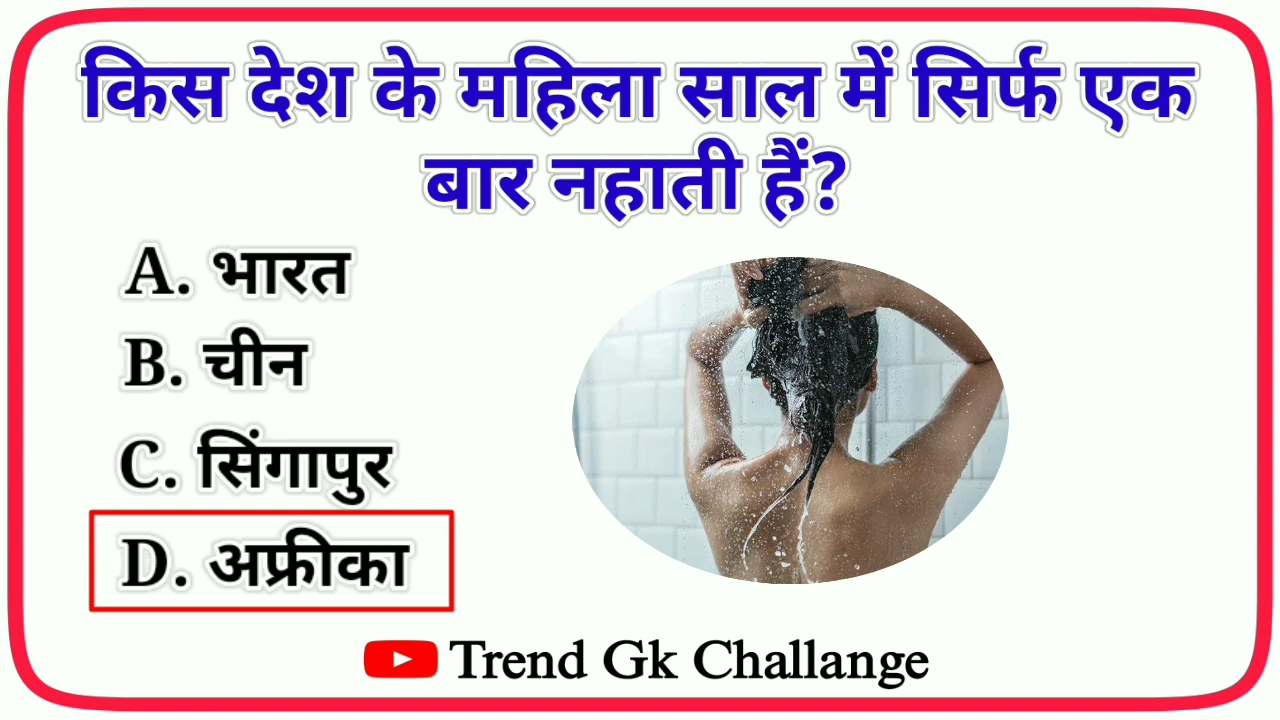 किस देश के महिला साल में सिर्फ एक
बार नहाती हैं?
A. भारत
B. चीन
C. सिंगापुर
D. अफ्रीका
Trend Gk Challange